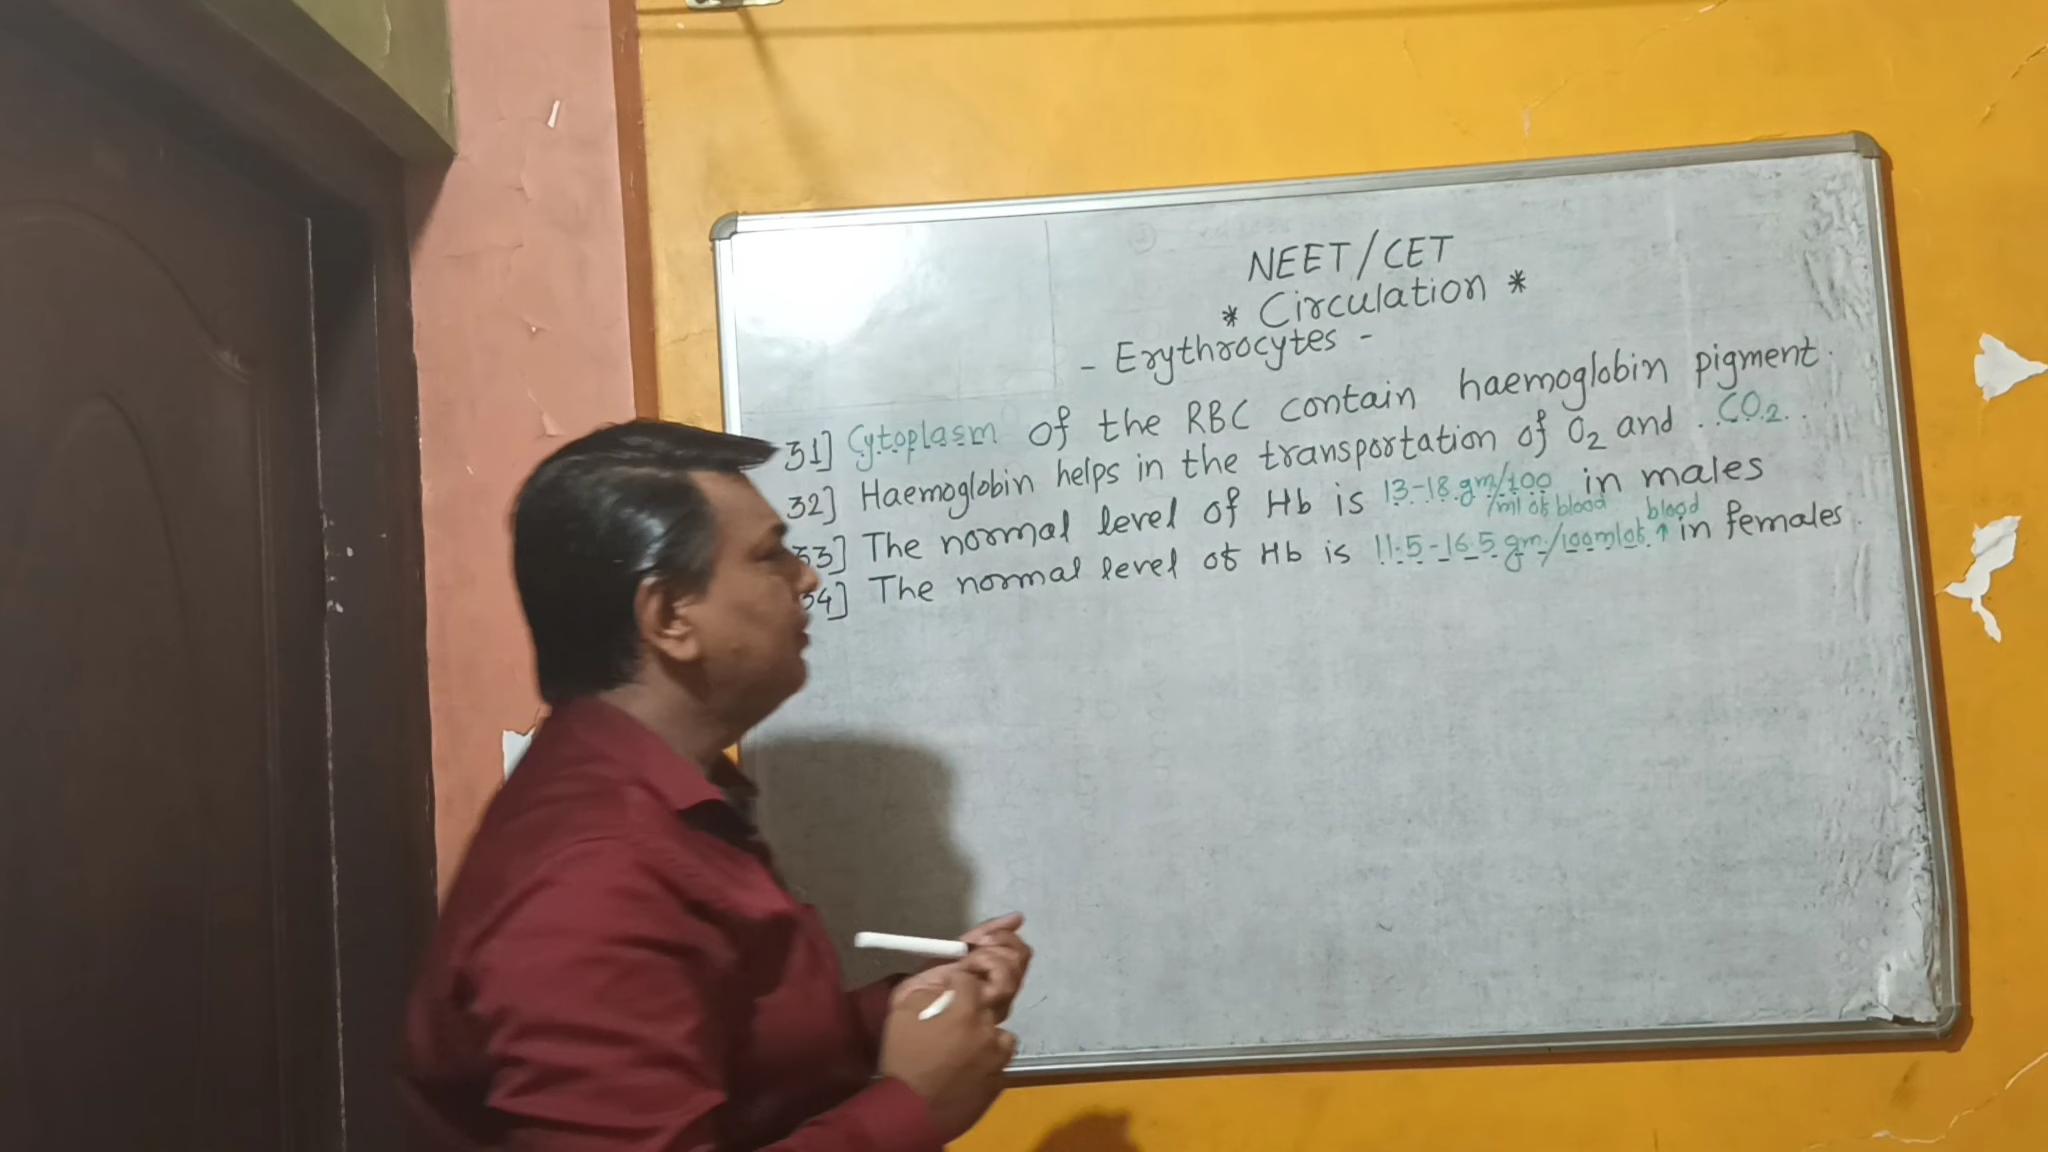 NEET/CET
* Circulation *
- Erythrocytes -
31] Cytoplasm of the RBC contain haemoglobin pigment.
32] Haemoglobin helps in the transportation of O₂ and ..CO₂..
33] The normal level of Hb is 13-18 gm/100 in males
/ml of blood
blood
34] The normal level of Hb is 11.5-16.5 gm/100ml of ↑ in females.